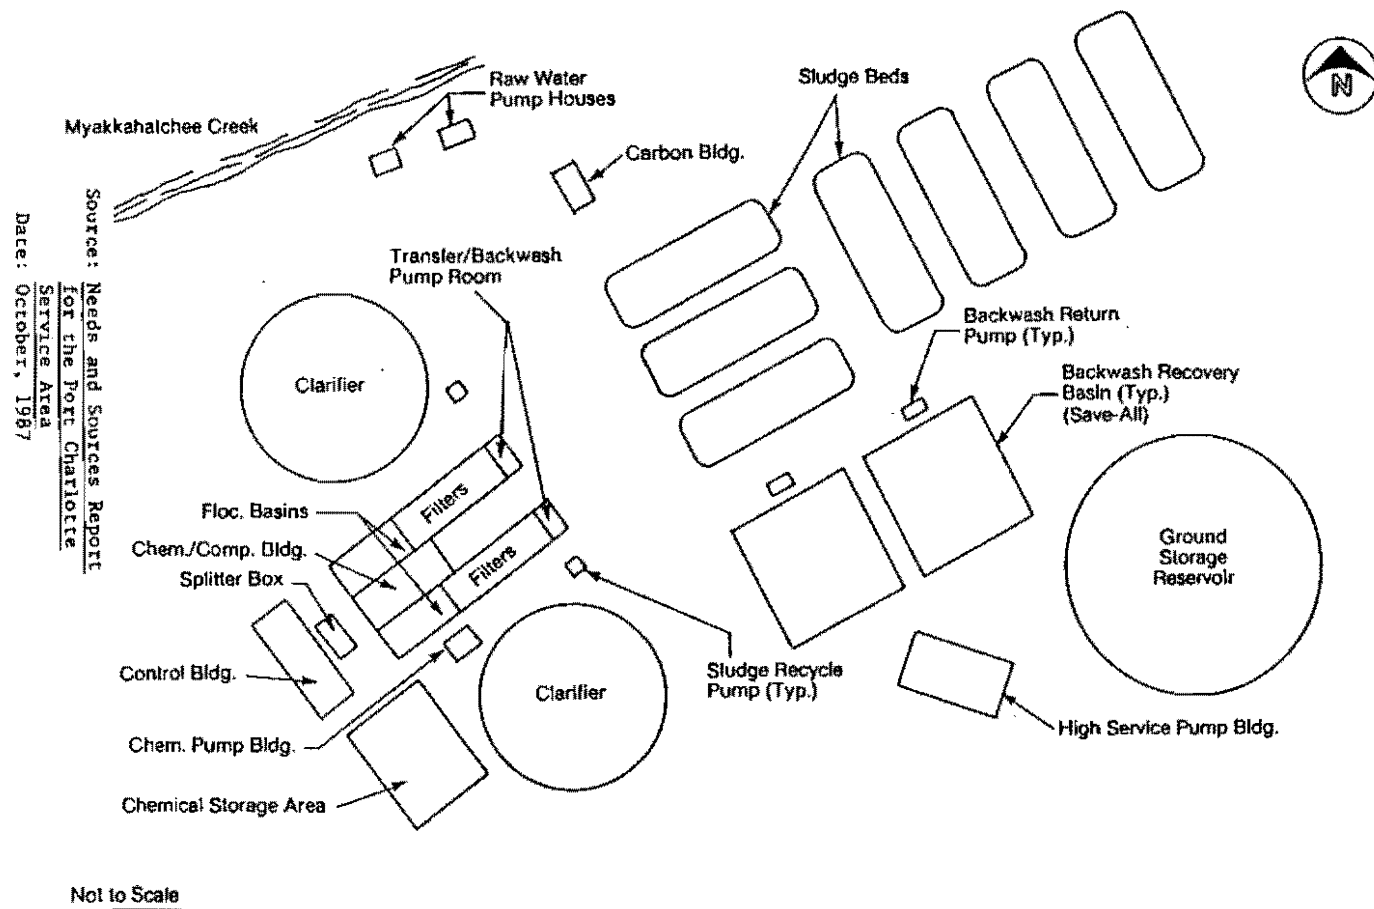 Raw Water
Pump Houses
Sludge Beds
N
Myakkahatchee Creek
Carbon Bldg.
Transfer/Backwash
Pump Room
Backwash Return
Pump (Typ.)
Backwash Recovery
Basin (Typ.)
(Save-All)
Clarifier
Filters
Floc. Basins
Chem./Comp. Bldg.
Splitter Box
Filters
Ground
Storage
Reservoir
Control Bldg.
Clarifier
Sludge Recycle
Pump (Typ.)
High Service Pump Bldg.
Chem. Pump Bldg.
Chemical Storage Area
Not to Scale
Source: Needs and Sources Report
for the Port Charlotte
Service Area
Date: October, 1987